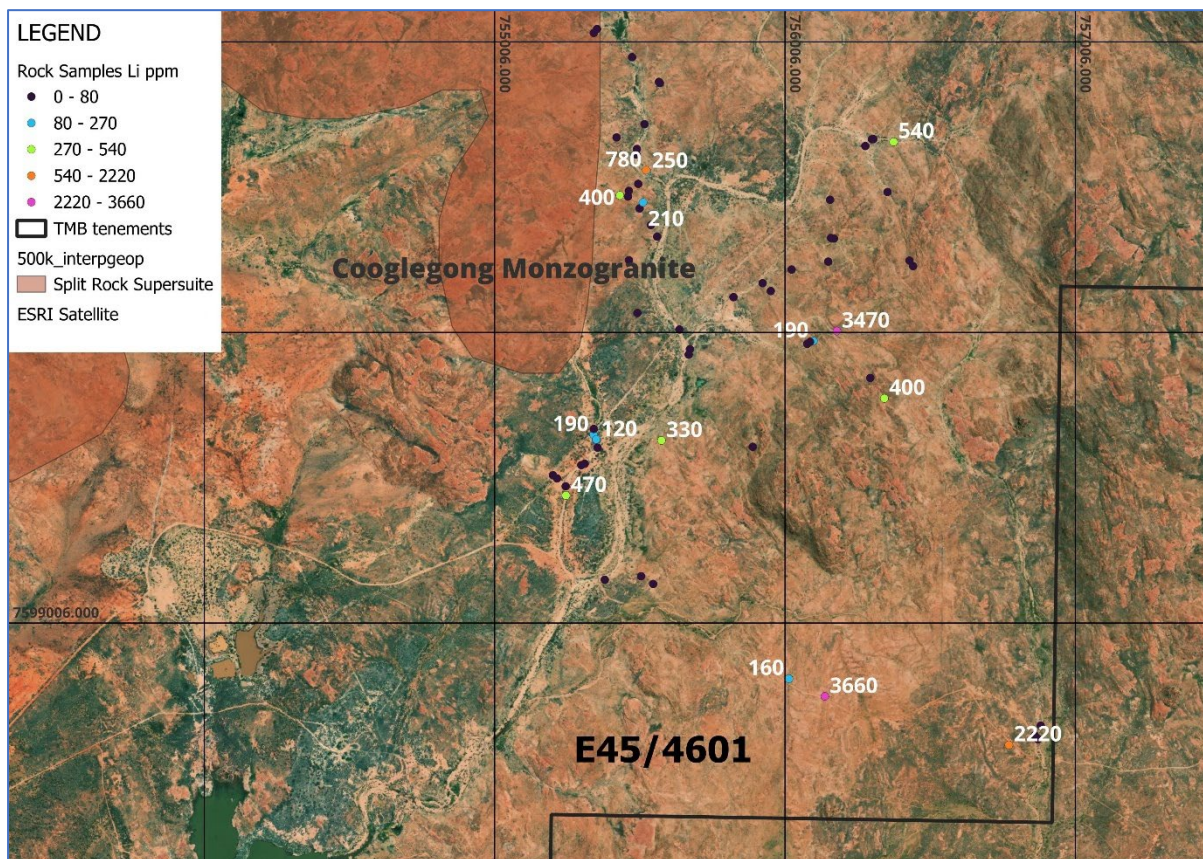 LEGEND
Rock Samples Li ppm
0 - 80
80 - 270
270 - 540
540 - 2220
2220 - 3660
TMB tenements
500k_interpgeop
Split Rock Supersuite
ESRI Satellite
755006.000
756006.000
757006.000
540
780 250
400
210
Cooglegong Monzogranite
190 3470
400
190 120 330
470
7599006.000
160
3660
2220
E45/4601